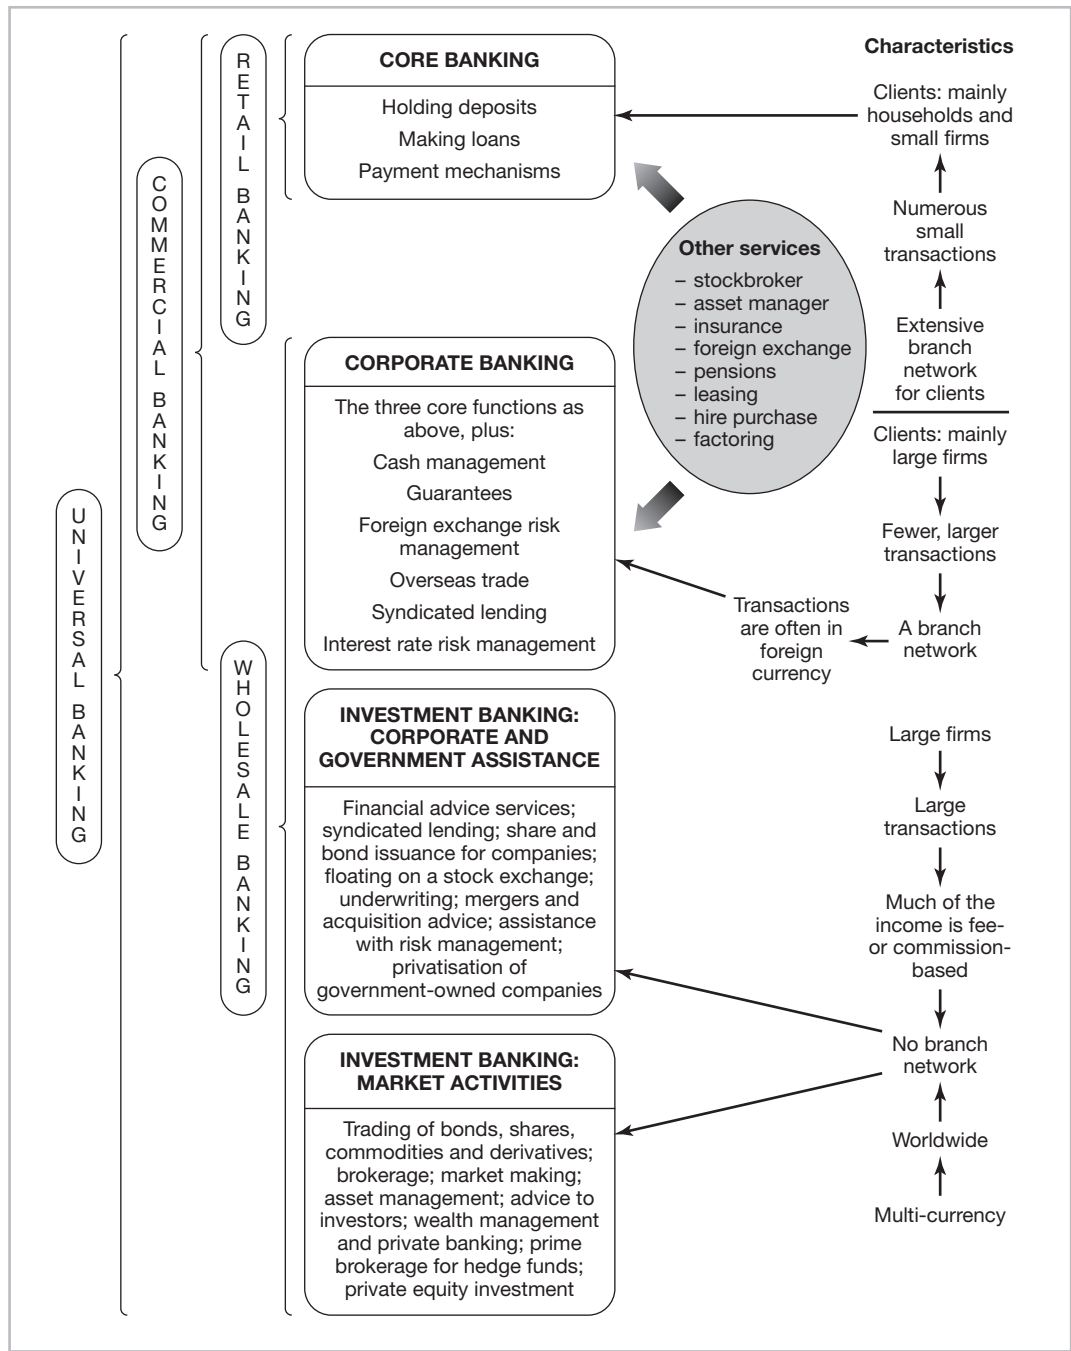 UNIVERSAL BANKING
COMMERCIAL BANKING
RETAIL BANKING
WHOLESALE BANKING
CORE BANKING
Holding deposits
Making loans
Payment mechanisms
CORPORATE BANKING
The three core functions as
above, plus:
Cash management
Guarantees
Foreign exchange risk
management
Overseas trade
Syndicated lending
Interest rate risk management
INVESTMENT BANKING:
CORPORATE AND
GOVERNMENT ASSISTANCE
Financial advice services;
syndicated lending; share and
bond issuance for companies;
floating on a stock exchange;
underwriting; mergers and
acquisition advice; assistance
with risk management;
privatisation of
government-owned companies
INVESTMENT BANKING:
MARKET ACTIVITIES
Trading of bonds, shares,
commodities and derivatives;
brokerage; market making;
asset management; advice to
investors; wealth management
and private banking; prime
brokerage for hedge funds;
private equity investment
Other services
– stockbroker
– asset manager
– insurance
– foreign exchange
– pensions
– leasing
– hire purchase
– factoring
Characteristics
Clients: mainly
households and
small firms
Numerous
small
transactions
Extensive
branch
network
for clients
Clients: mainly
large firms
Fewer, larger
transactions
A branch
network
Transactions
are often in
foreign
currency
Large firms
Large
transactions
Much of the
income is fee-
or commission-
based
No branch
network
Worldwide
Multi-currency